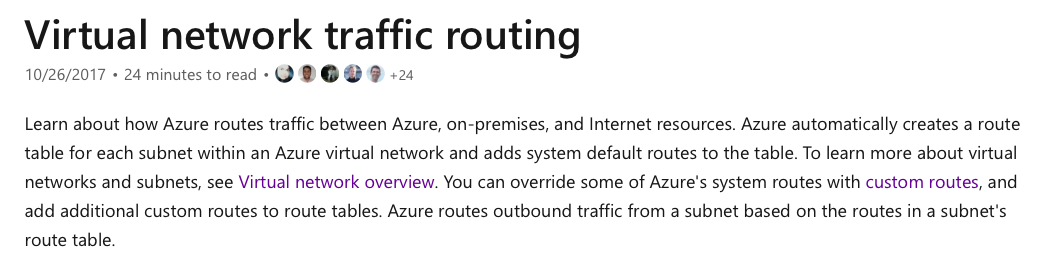 Virtual network traffic routing
10/26/2017 • 24 minutes to read • +24
Learn about how Azure routes traffic between Azure, on-premises, and Internet resources. Azure automatically creates a route
table for each subnet within an Azure virtual network and adds system default routes to the table. To learn more about virtual
networks and subnets, see Virtual network overview. You can override some of Azure's system routes with custom routes, and
add additional custom routes to route tables. Azure routes outbound traffic from a subnet based on the routes in a subnet's
route table.